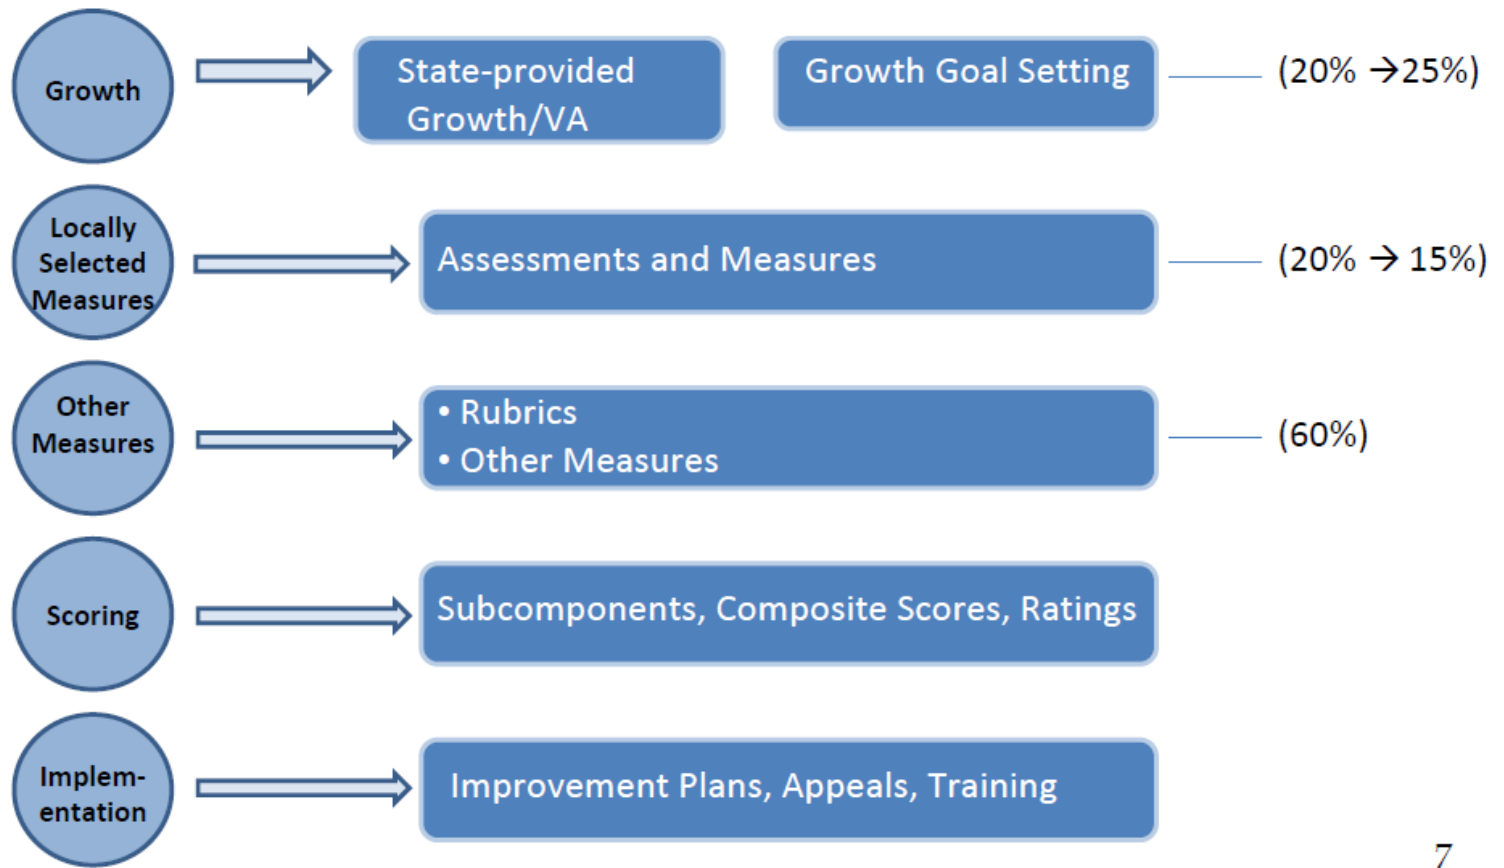 Growth
State-provided
Growth/VA
Growth Goal Setting
(20% →25%)
Locally
Selected
Measures
Assessments and Measures
(20% → 15%)
Other
Measures
• Rubrics
• Other Measures
(60%)
Scoring
Subcomponents, Composite Scores, Ratings
Implem-
entation
Improvement Plans, Appeals, Training
7